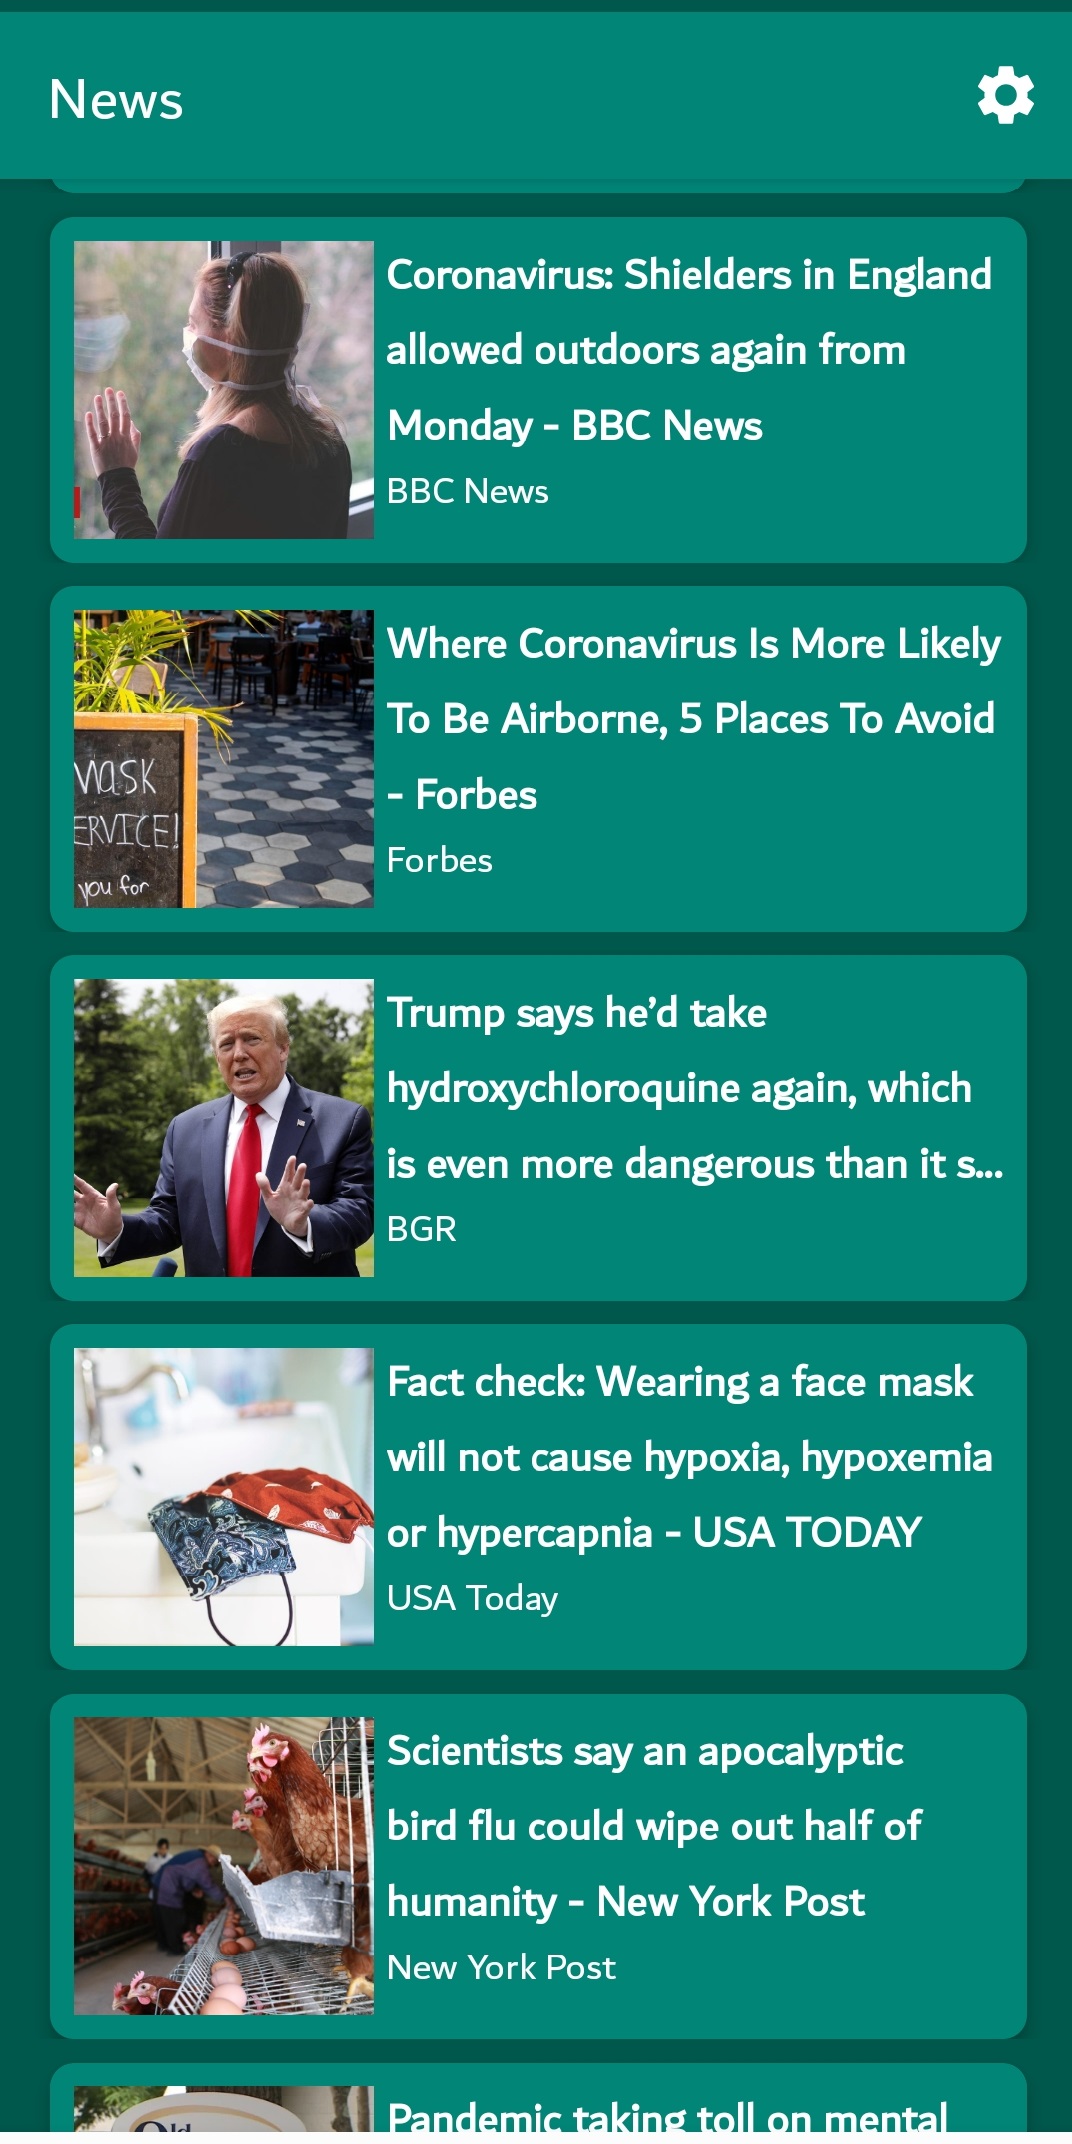 News
Coronavirus: Shielders in England
allowed outdoors again from
Monday - BBC News
BBC News
Where Coronavirus Is More Likely
To Be Airborne, 5 Places To Avoid
- Forbes
Forbes
MASK
ERVICE!
you for
Trump says he’d take
hydroxychloroquine again, which
is even more dangerous than it s...
BGR
Fact check: Wearing a face mask
will not cause hypoxia, hypoxemia
or hypercapnia - USA TODAY
USA Today
Scientists say an apocalyptic
bird flu could wipe out half of
humanity - New York Post
New York Post
Old
Pandemic taking toll on mental